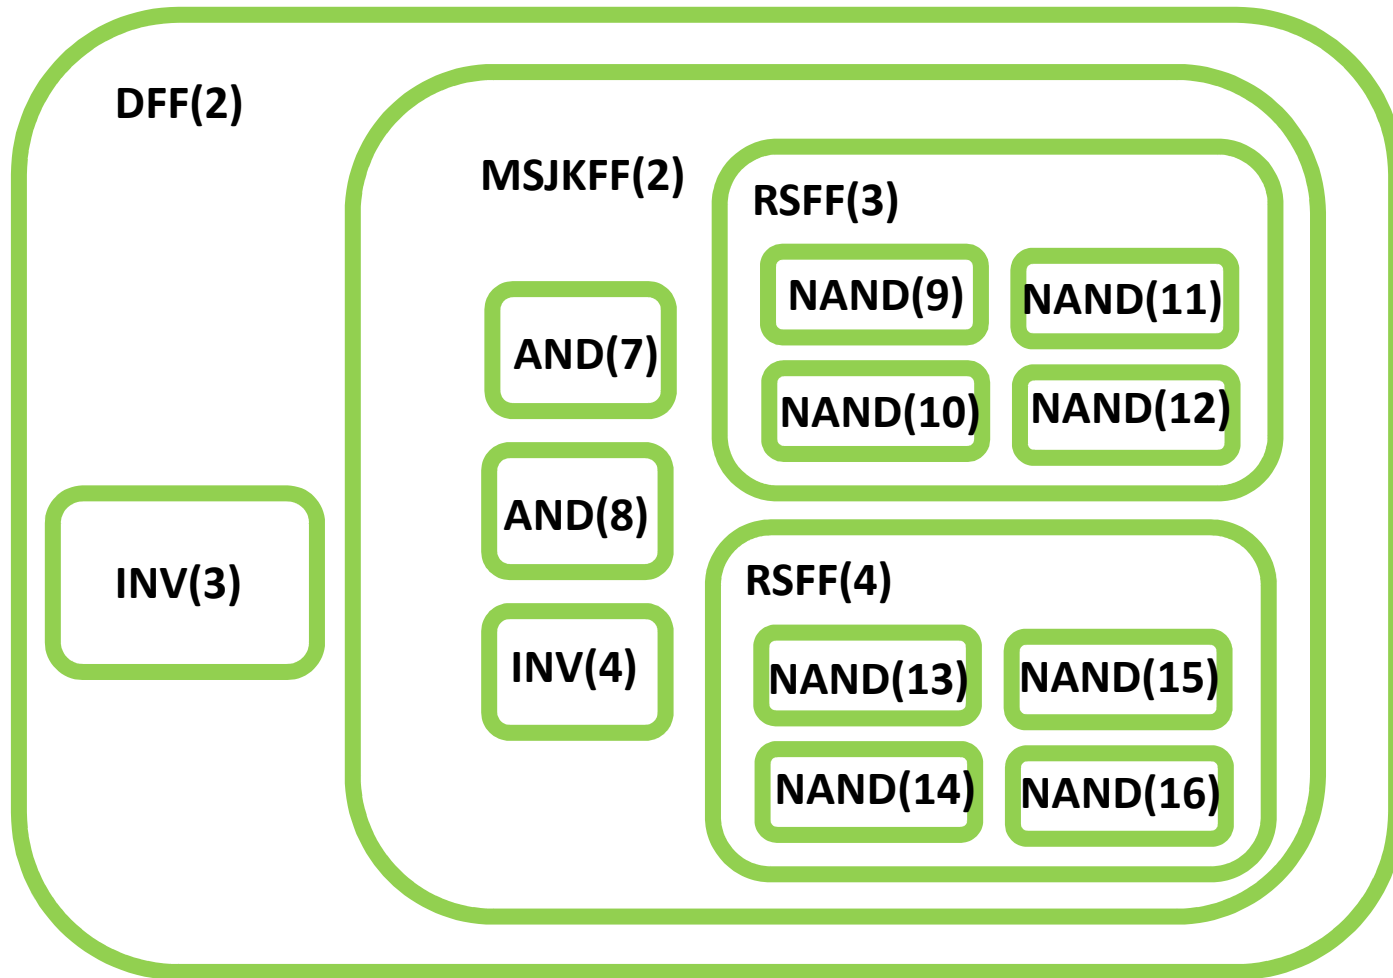 DFF(2)
MSJKFF(2)
RSFF(3)
NAND(9)
NAND(11)
AND(7)
NAND(10)
NAND(12)
AND(8)
INV(3)
RSFF(4)
INV(4)
NAND(13)
NAND(15)
NAND(14)
NAND(16)